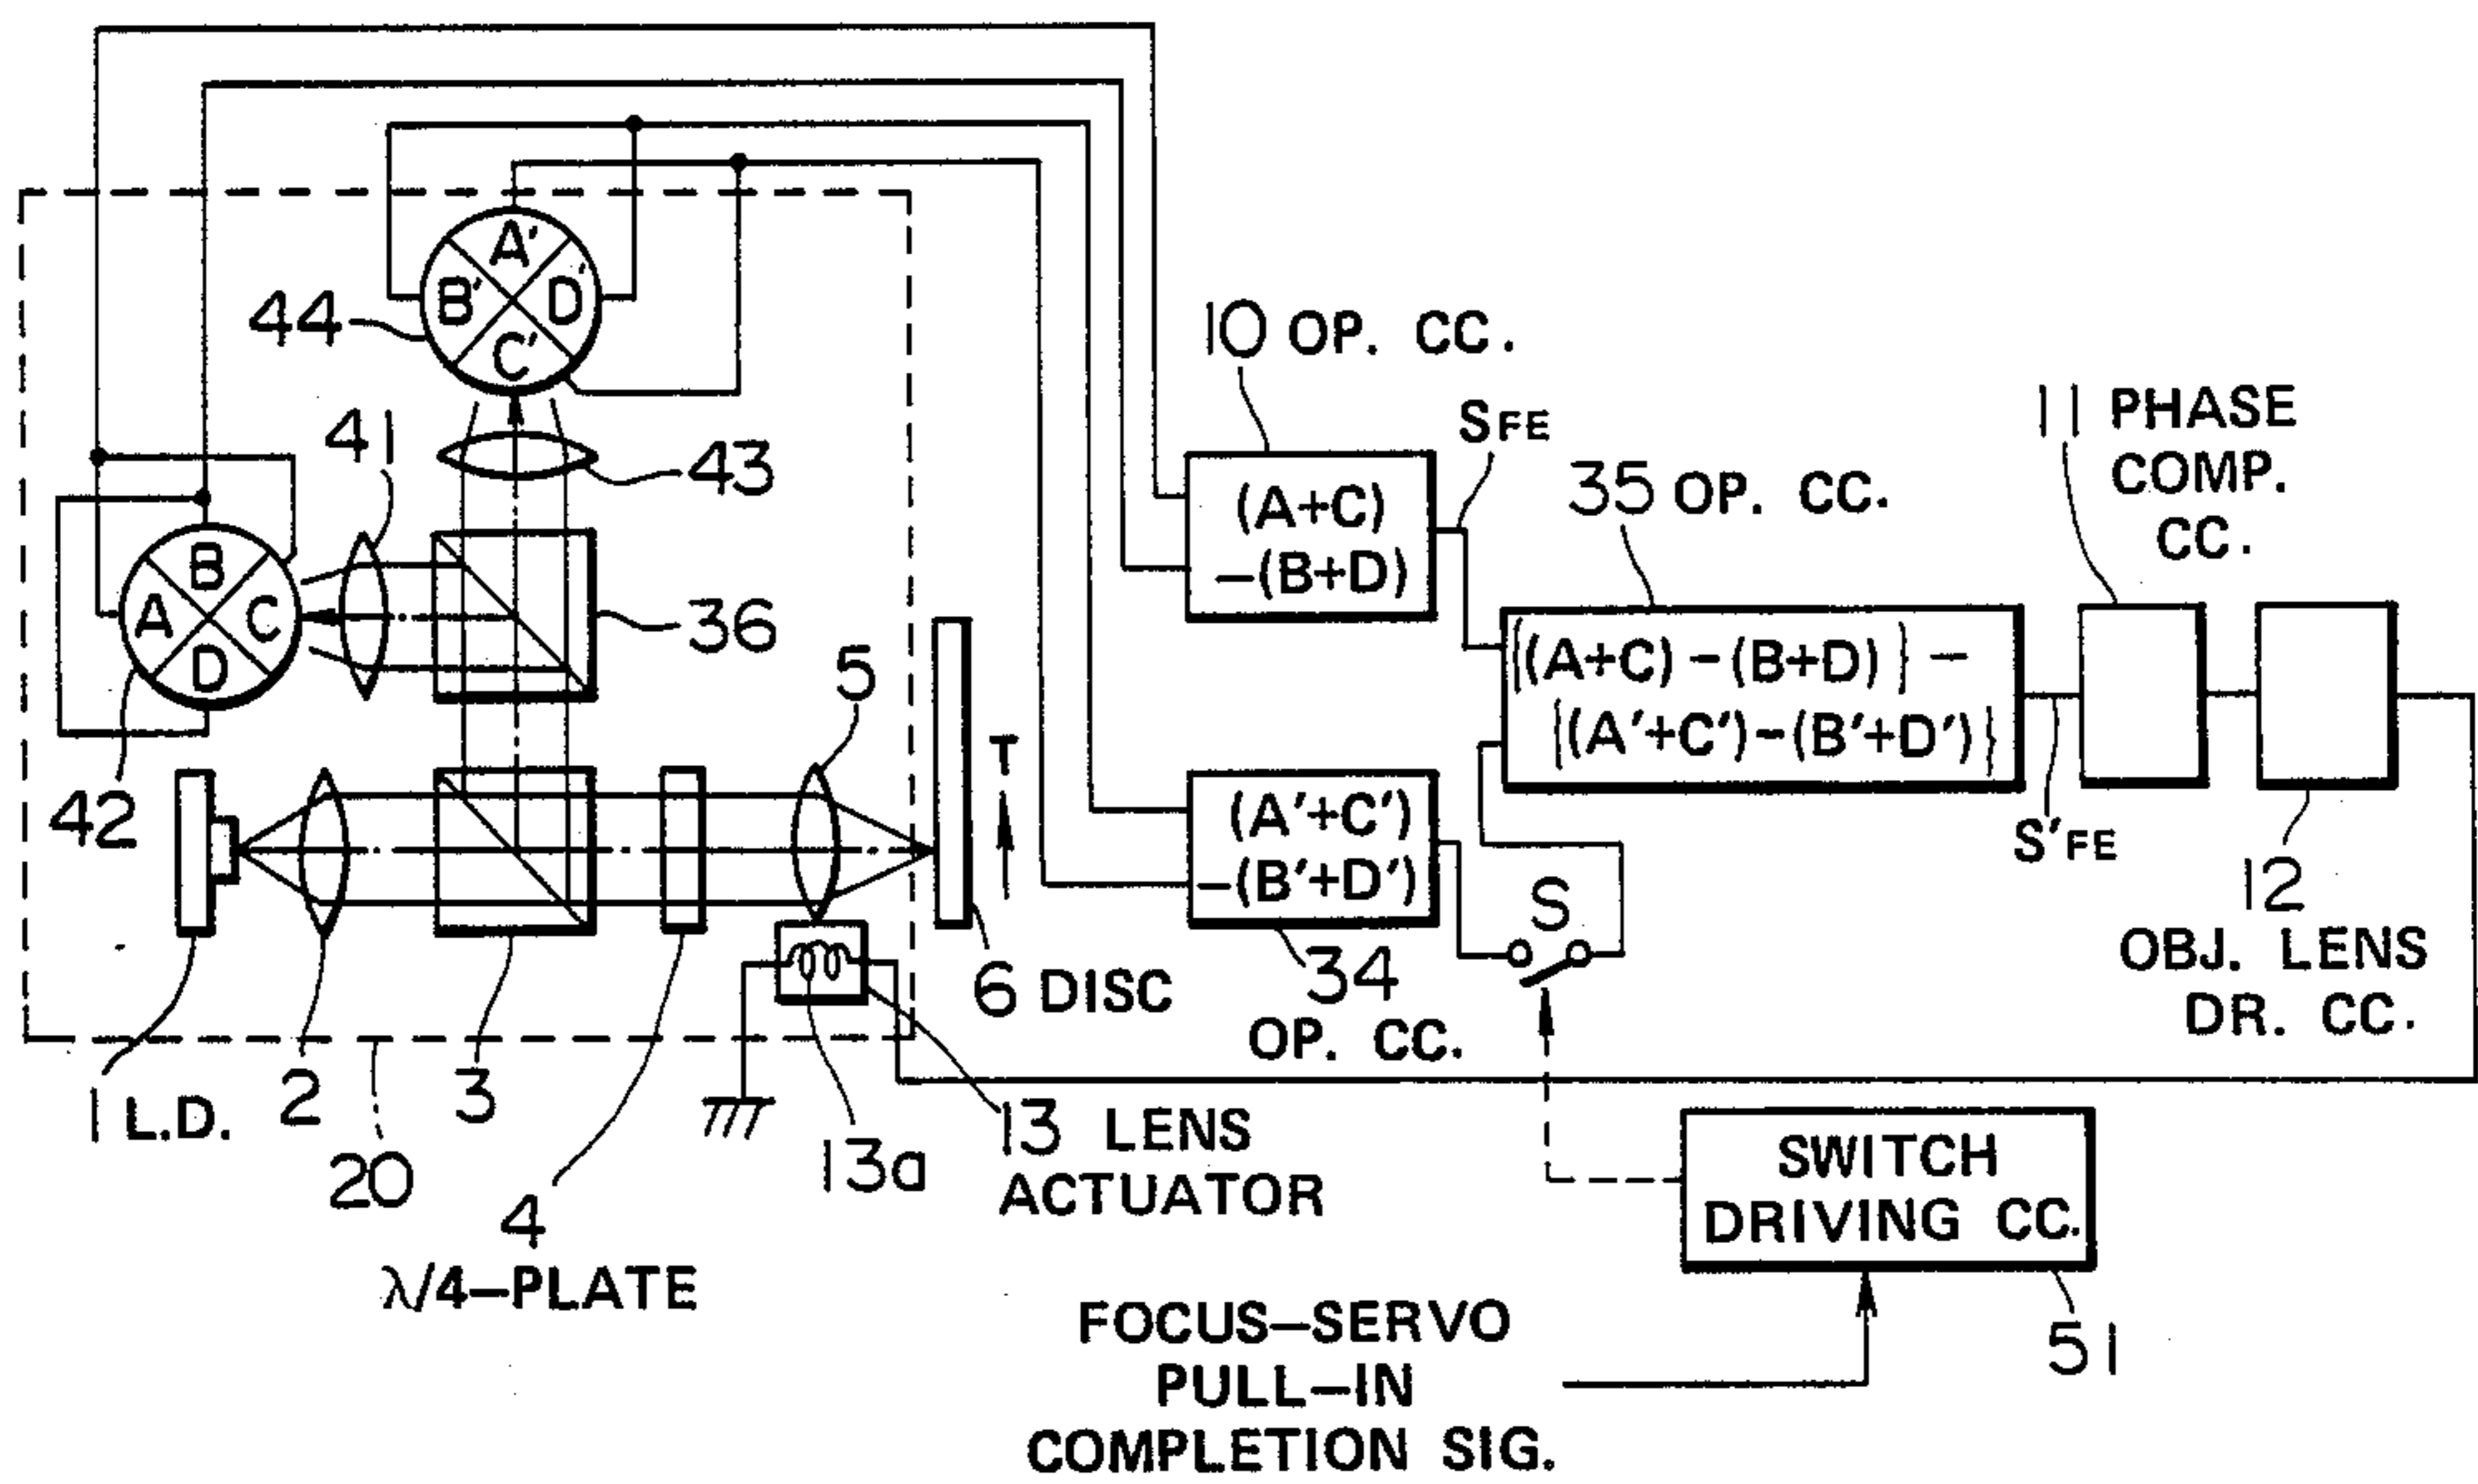 A'
B'
D'
C'
44
10 OP. CC.
SFE
11 PHASE
COMP.
CC.
41
43
35 OP. CC.
(A+C)
–(B+D)
B
A
C
D
36
5
{(A+C) – (B+D)} –
{(A'+C') – (B'+D')}
42
T
(A'+C')
–(B'+D')
S'FE
12
OBJ. LENS
DR. CC.
S
34
OP. CC.
6 DISC
1 L.D.
2
3
20
4
λ/4–PLATE
13a
13 LENS
ACTUATOR
SWITCH
DRIVING CC.
51
FOCUS–SERVO
PULL–IN
COMPLETION SIG.